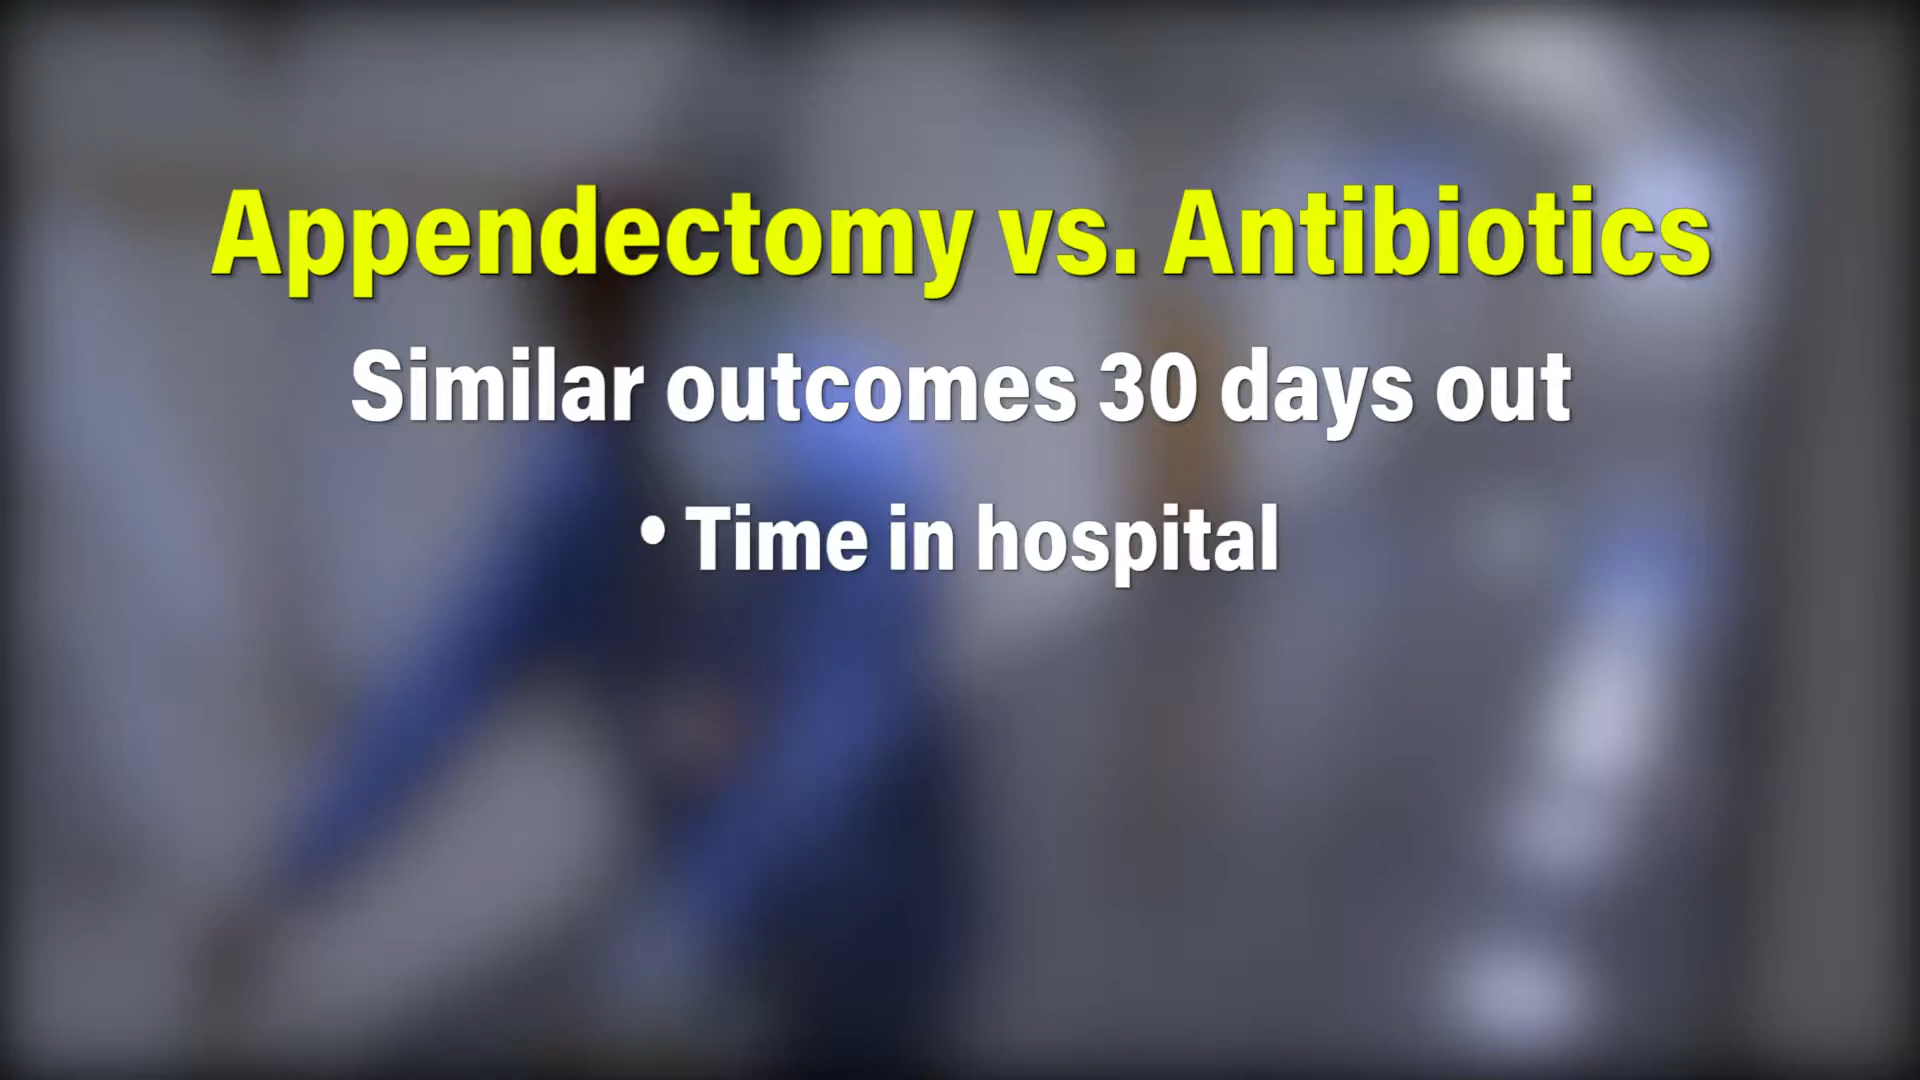 Appendectomy vs. Antibiotics
Similar outcomes 30 days out
• Time in hospital